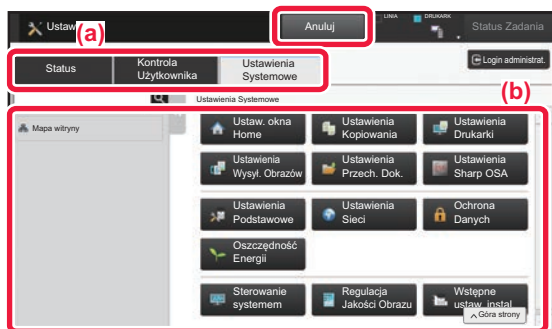 Ustaw
(a)
Anuluj
LINIA
DRUKARK
Status Zadania
Status
Kontrola
Użytkownika
Ustawienia
Systemowe
Login administrat.
(b)
Ustawienia Systemowe
Mapa witryny
Ustaw. okna
Home
Ustawienia
Kopiowania
Ustawienia
Drukarki
Ustawienia
Wysył. Obrazów
Ustawienia
Przech. Dok.
Ustawienia
Sharp OSA
Ustawienia
Podstawowe
Ustawienia
Sieci
Ochrona
Danych
Oszczędność
Energii
Sterowanie
systemem
Regulacja
Jakości Obrazu
Wstępne
ustaw. instal.
Góra strony